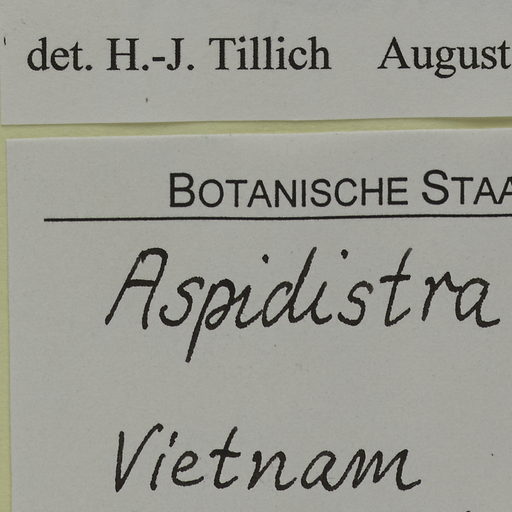 det. H.-J. Tillich August
BOTANISCHE STAA
Aspidistra
Vietnam